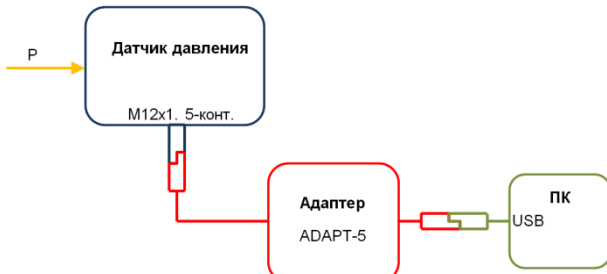 P
Датчик давления
M12x1. 5-конт.
Адаптер
ADAPT-5
ПК
USB